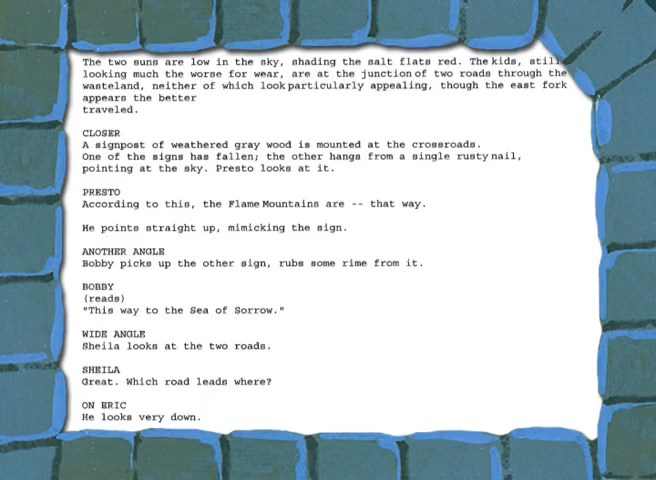 The two suns are low in the sky, shading the salt flats red. The kids, still
looking much the worse for wear, are at the junction of two roads through the
wasteland, neither of which look particularly appealing, though the east fork
appears the better
traveled.
CLOSER
A signpost of weathered gray wood is mounted at the crossroads.
One of the signs has fallen; the other hangs from a single rusty nail,
pointing at the sky. Presto looks at it.
PRESTO
According to this, the Flame Mountains are -- that way.
He points straight up, mimicking the sign.
ANOTHER ANGLE
Bobby picks up the other sign, rubs some rime from it.
BOBBY
(reads)
"This way to the Sea of Sorrow."
WIDE ANGLE
Sheila looks at the two roads.
SHEILA
Great. Which road leads where?
ON ERIC
He looks very down.